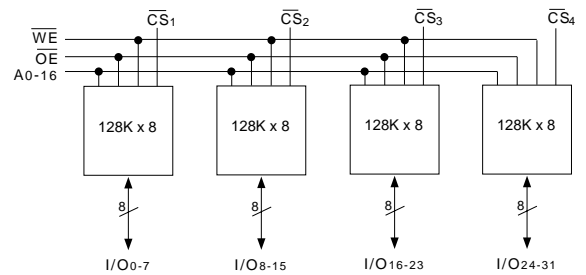 CS1 CS2 CS3 CS4
WE
OE
A0-16
128K x 8 128K x 8 128K x 8 128K x 8
8 8 8 8
I/O0-7 I/O8-15 I/O16-23 I/O24-31